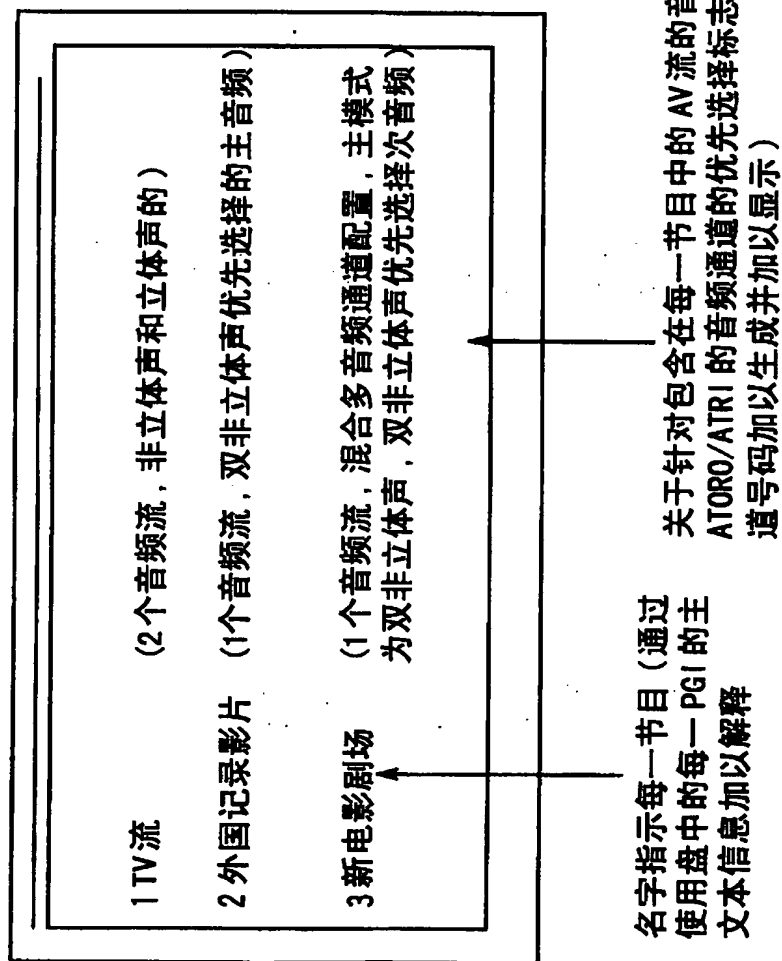 1 TV流 (2个音频流,非立体声和立体声的)
2 外国记录影片 (1个音频流,双非立体声优先选择的主音频)
3 新电影剧场 (1个音频流,混合多音频通道配置,主模式
为双非立体声,双非立体声优先选择次音频)
名字指示每一节目(通过
使用盘中的每一PGI的主
文本信息加以解释
关于针对包含在每一节目中的AV流的音
ATORO/ATRI的音频通道的优先选择标志
道号码加以生成并加以显示)